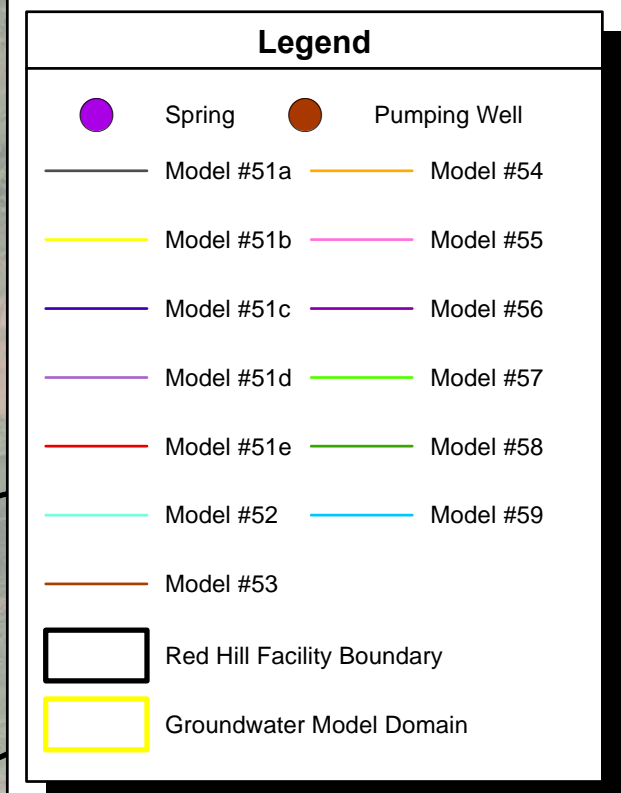 Legend
Spring Pumping Well
Model #51a Model #54
Model #51b Model #55
Model #51c Model #56
Model #51d Model #57
Model #51e Model #58
Model #52 Model #59
Model #53
Red Hill Facility Boundary
Groundwater Model Domain